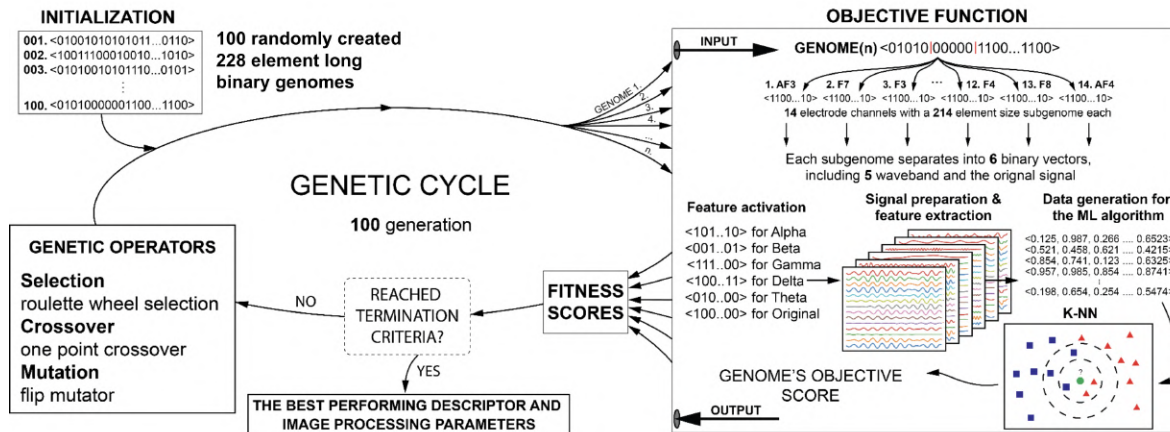 INITIALIZATION
001. <01001010101011...0110>
002. <10011100010010...1010>
003. <01010010101110...0101>
100. <01010000001100...1100>
100 randomly created
228 element long
binary genomes
GENETIC CYCLE
100 generation
GENETIC OPERATORS
Selection
roulette wheel selection
Crossover
one point crossover
Mutation
flip mutator
NO
REACHED
TERMINATION
CRITERIA?
YES
THE BEST PERFORMING DESCRIPTOR AND
IMAGE PROCESSING PARAMETERS
FITNESS
SCORES
GENOME 1.
2.
3.
4.
...
n.
OBJECTIVE FUNCTION
INPUT
GENOME(n) <01010|00000|1100...1100>
1. AF3 2. F7 3. F3 ... 12. F4 13. F8 14. AF4
<1100...10> <1100...10> <1100...10> <1100...10> <1100...10> <1100...10>
14 electrode channels with a 214 element size subgenome each
Each subgenome separates into 6 binary vectors,
including 5 waveband and the orignal signal
Feature activation
<101..10> for Alpha
<001..01> for Beta
<111..00> for Gamma
<100..11> for Delta
<010..00> for Theta
<100..00> for Original
Signal preparation &
feature extraction
Data generation for
the ML algorithm
<0.125, 0.987, 0.266 .... 0.6523>
<0.521, 0.458, 0.621 .... 0.4215>
<0.854, 0.741, 0.123 .... 0.6325>
<0.957, 0.985, 0.854 .... 0.8741>
<0.198, 0.654, 0.254 .... 0.5474>
K-NN
?
GENOME'S OBJECTIVE
SCORE
OUTPUT